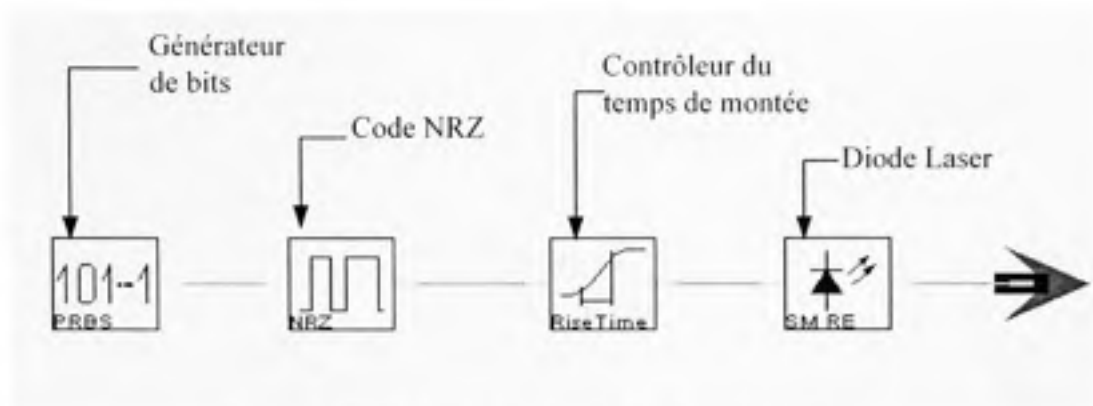 Générateur
de bits
Code NRZ
Contrôleur du
temps de montée
Diode Laser
101--1
PRBS
NRZ
RiseTime
SM RE